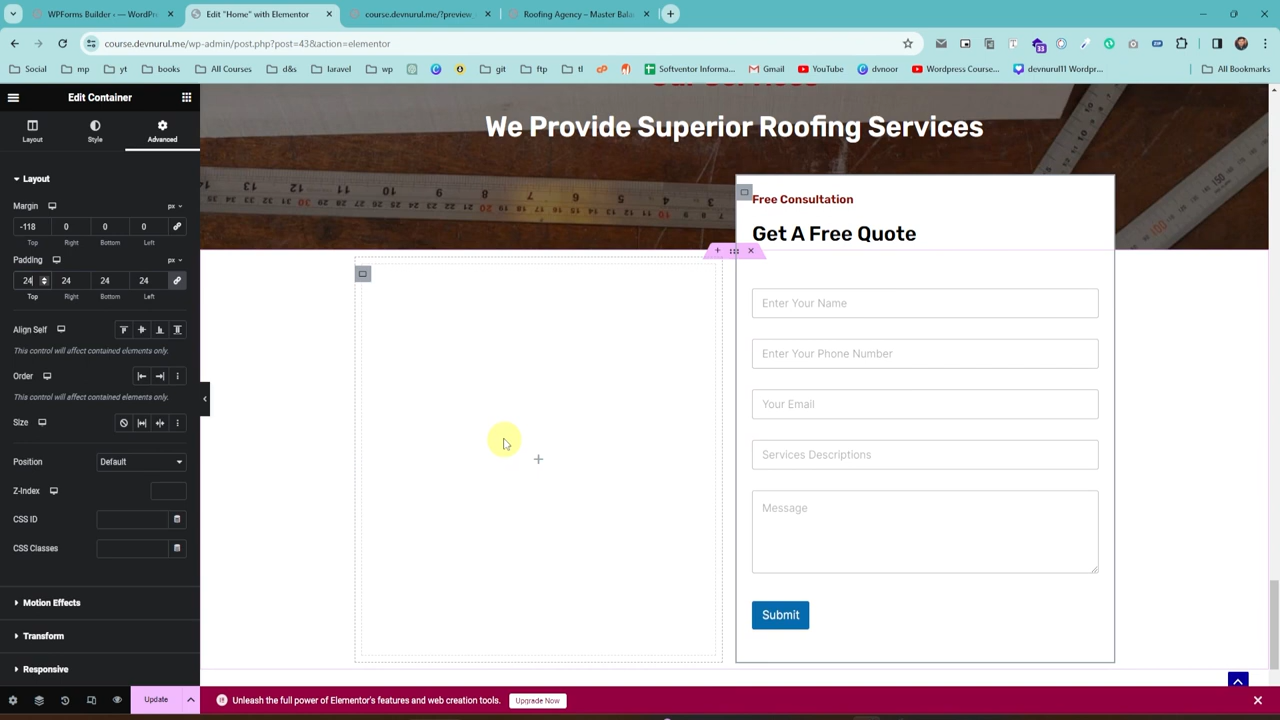 WPForms Builder ‹ — WordPr
Edit "Home" with Elementor
course.devnurul.me/?preview_
Roofing Agency – Master Bala
course.devnurul.me/wp-admin/post.php?post=43&action=elementor
33
Social
mp
yt
books
All Courses
d&s
laravel
wp
dvnoor
git
ftp
tl
Softventor Informa...
Gmail
YouTube
Wordpress Course...
devnurul11 Wordpr...
All Bookmarks
Edit Container
Layout
Style
Advanced
Layout
Margin
px
-118
0
0
0
Top
Right
Bottom
Left
Padding
px
24
24
24
24
Top
Right
Bottom
Left
Align Self
This control will affect contained elements only.
Order
This control will affect contained elements only.
Size
Position
Default
Z-Index
CSS ID
CSS Classes
Motion Effects
Transform
Responsive
Update
Our Services
We Provide Superior Roofing Services
Free Consultation
Get A Free Quote
Enter Your Name
Enter Your Phone Number
Your Email
Services Descriptions
Message
Submit
Unleash the full power of Elementor's features and web creation tools.
Upgrade Now